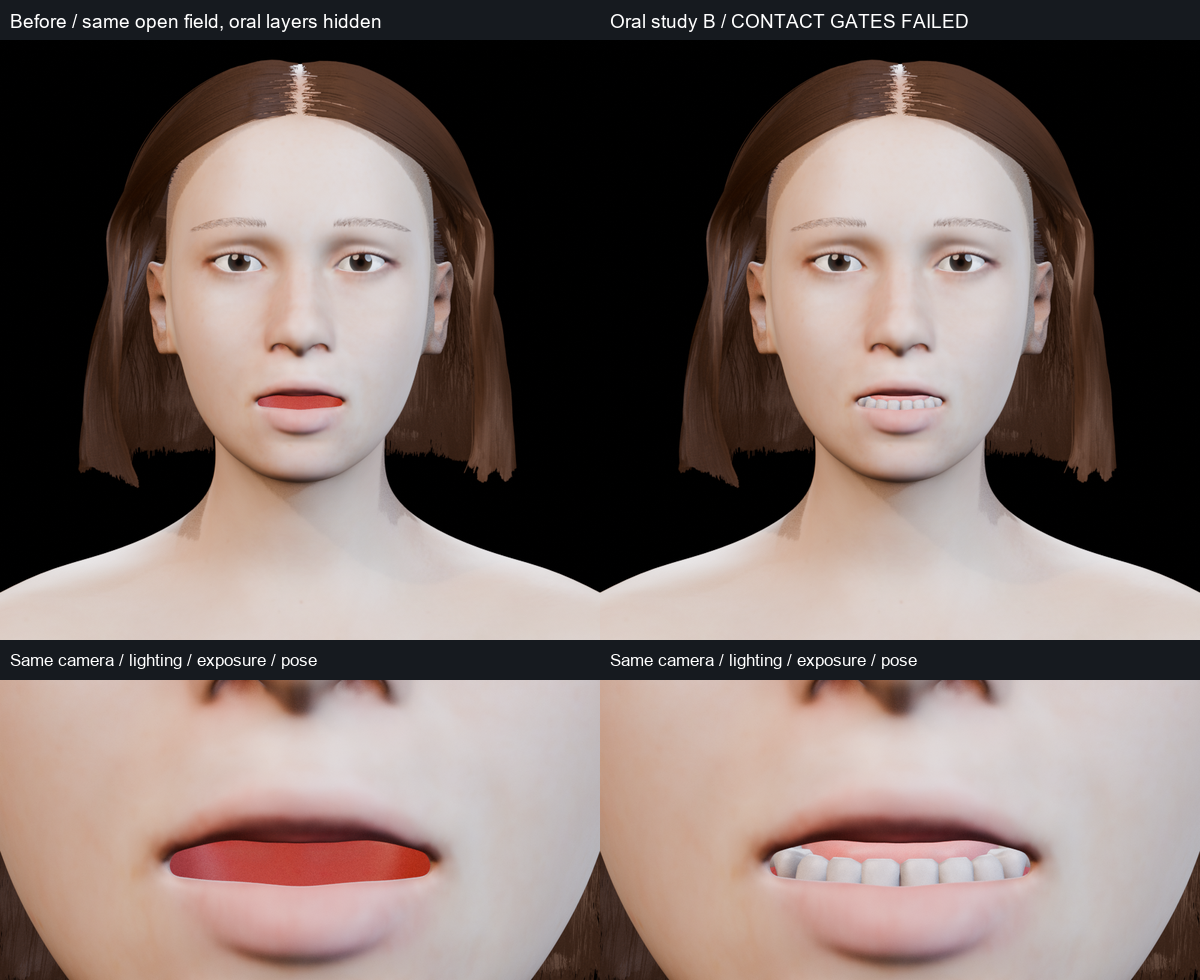 Before / same open field, oral layers hidden
Oral study B / CONTACT GATES FAILED
Same camera / lighting / exposure / pose
Same camera / lighting / exposure / pose